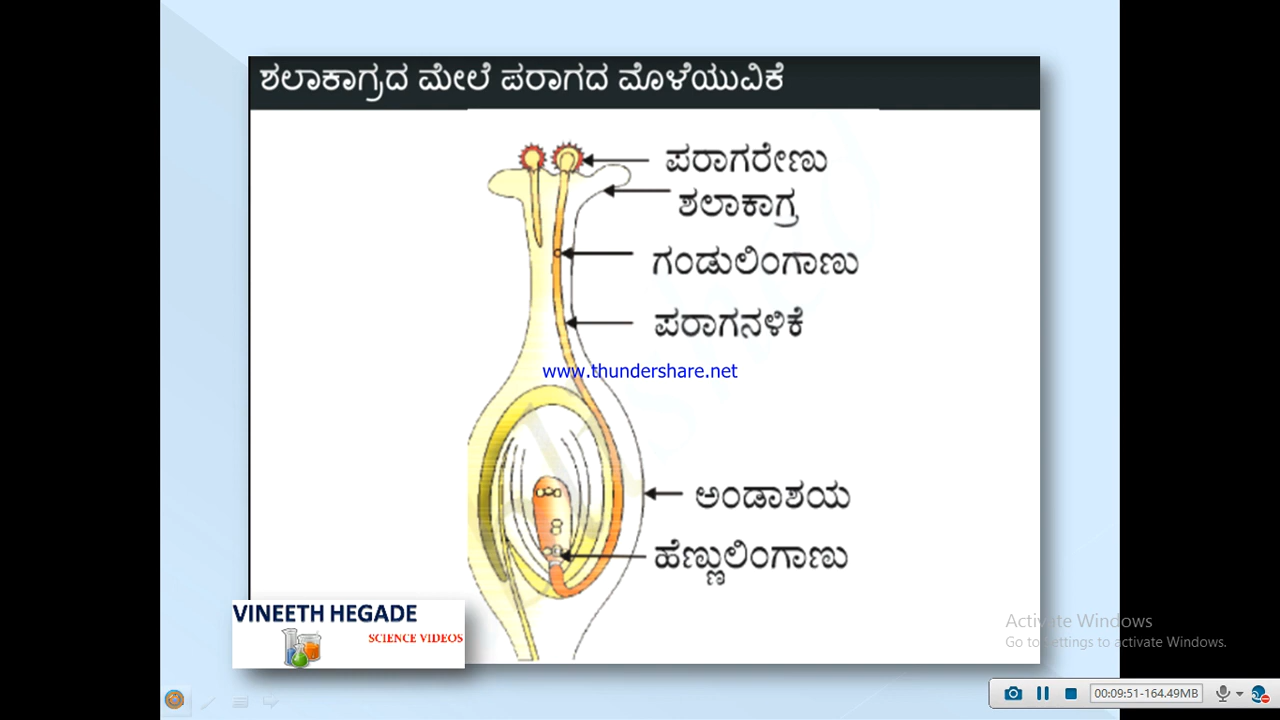 ಶಲಾಕಾಗ್ರದ ಮೇಲೆ ಪರಾಗದ ಮೊಳೆಯುವಿಕೆ
ಪರಾಗರೇಣು
ಶಲಾಕಾಗ್ರ
ಗಂಡುಲಿಂಗಾಣು
ಪರಾಗನಳಿಕೆ
www.thundershare.net
ಅಂಡಾಶಯ
ಹೆಣ್ಣುಲಿಂಗಾಣು
VINEETH HEGADE
SCIENCE VIDEOS
Activate Windows
Go to Settings to activate Windows.
00:09:51-164.49MB